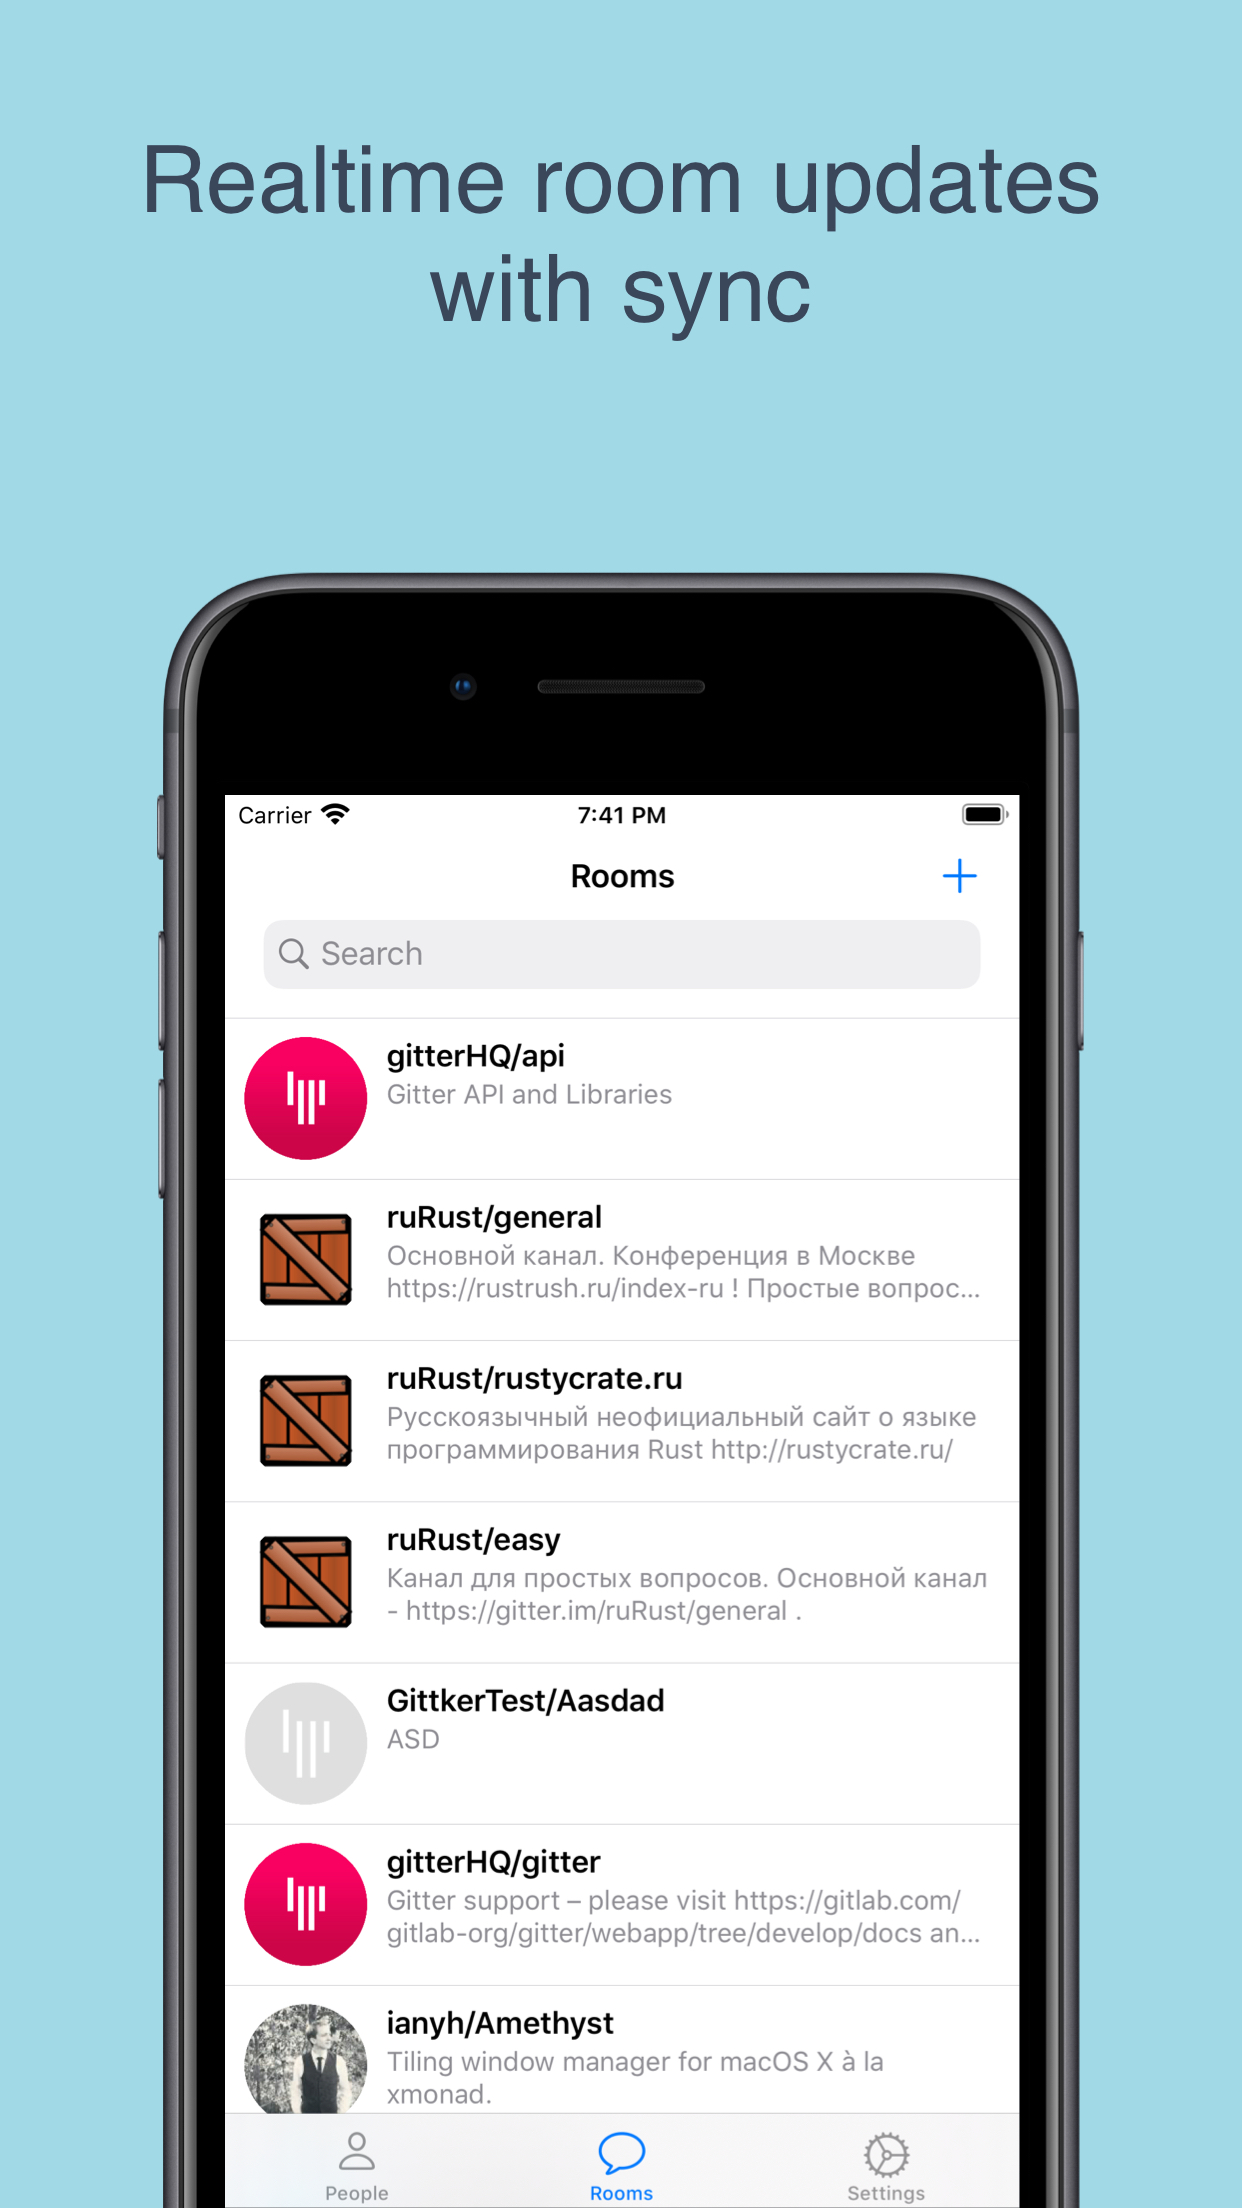 Realtime room updates
with sync
Carrier
7:41 PM
Rooms
Search
gitterHQ/api
Gitter API and Libraries
ruRust/general
Основной канал. Конференция в Москве
https://rustrush.ru/index-ru ! Простые вопрос...
ruRust/rustycrate.ru
Русскоязычный неофициальный сайт о языке
программирования Rust http://rustycrate.ru/
ruRust/easy
Канал для простых вопросов. Основной канал
- https://gitter.im/ruRust/general .
GittkerTest/Aasdad
ASD
gitterHQ/gitter
Gitter support – please visit https://gitlab.com/
gitlab-org/gitter/webapp/tree/develop/docs an...
ianyh/Amethyst
Tiling window manager for macOS X à la
xmonad.
People
Rooms
Settings